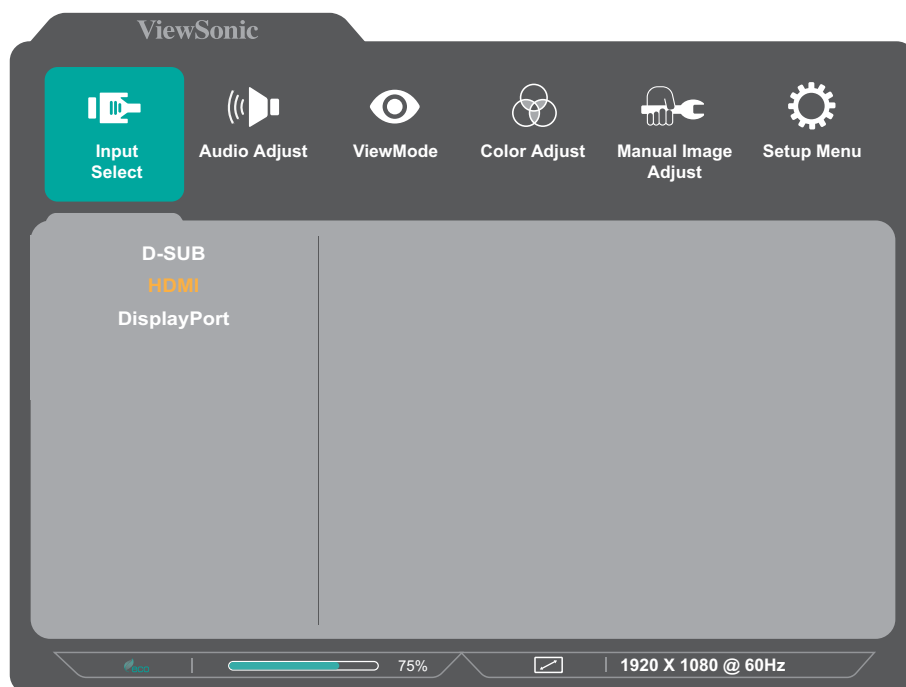 ViewSonic
Input Select
Audio Adjust
ViewMode
Color Adjust
Manual Image Adjust
Setup Menu
D-SUB
HDMI
DisplayPort
eco
75%
1920 X 1080 @ 60Hz